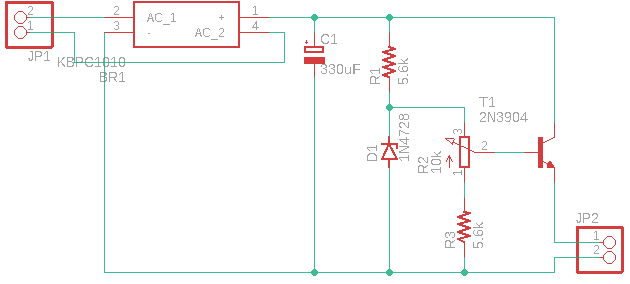 2
1
JP1
2
3
AC_1
-
+
AC_2
1
4
KBPC1010
BR1
C1
+
330uF
R1
5.6k
D1
1N4728
T1
2N3904
R2
10k
3
2
1
R3
5.6k
JP2
1
2